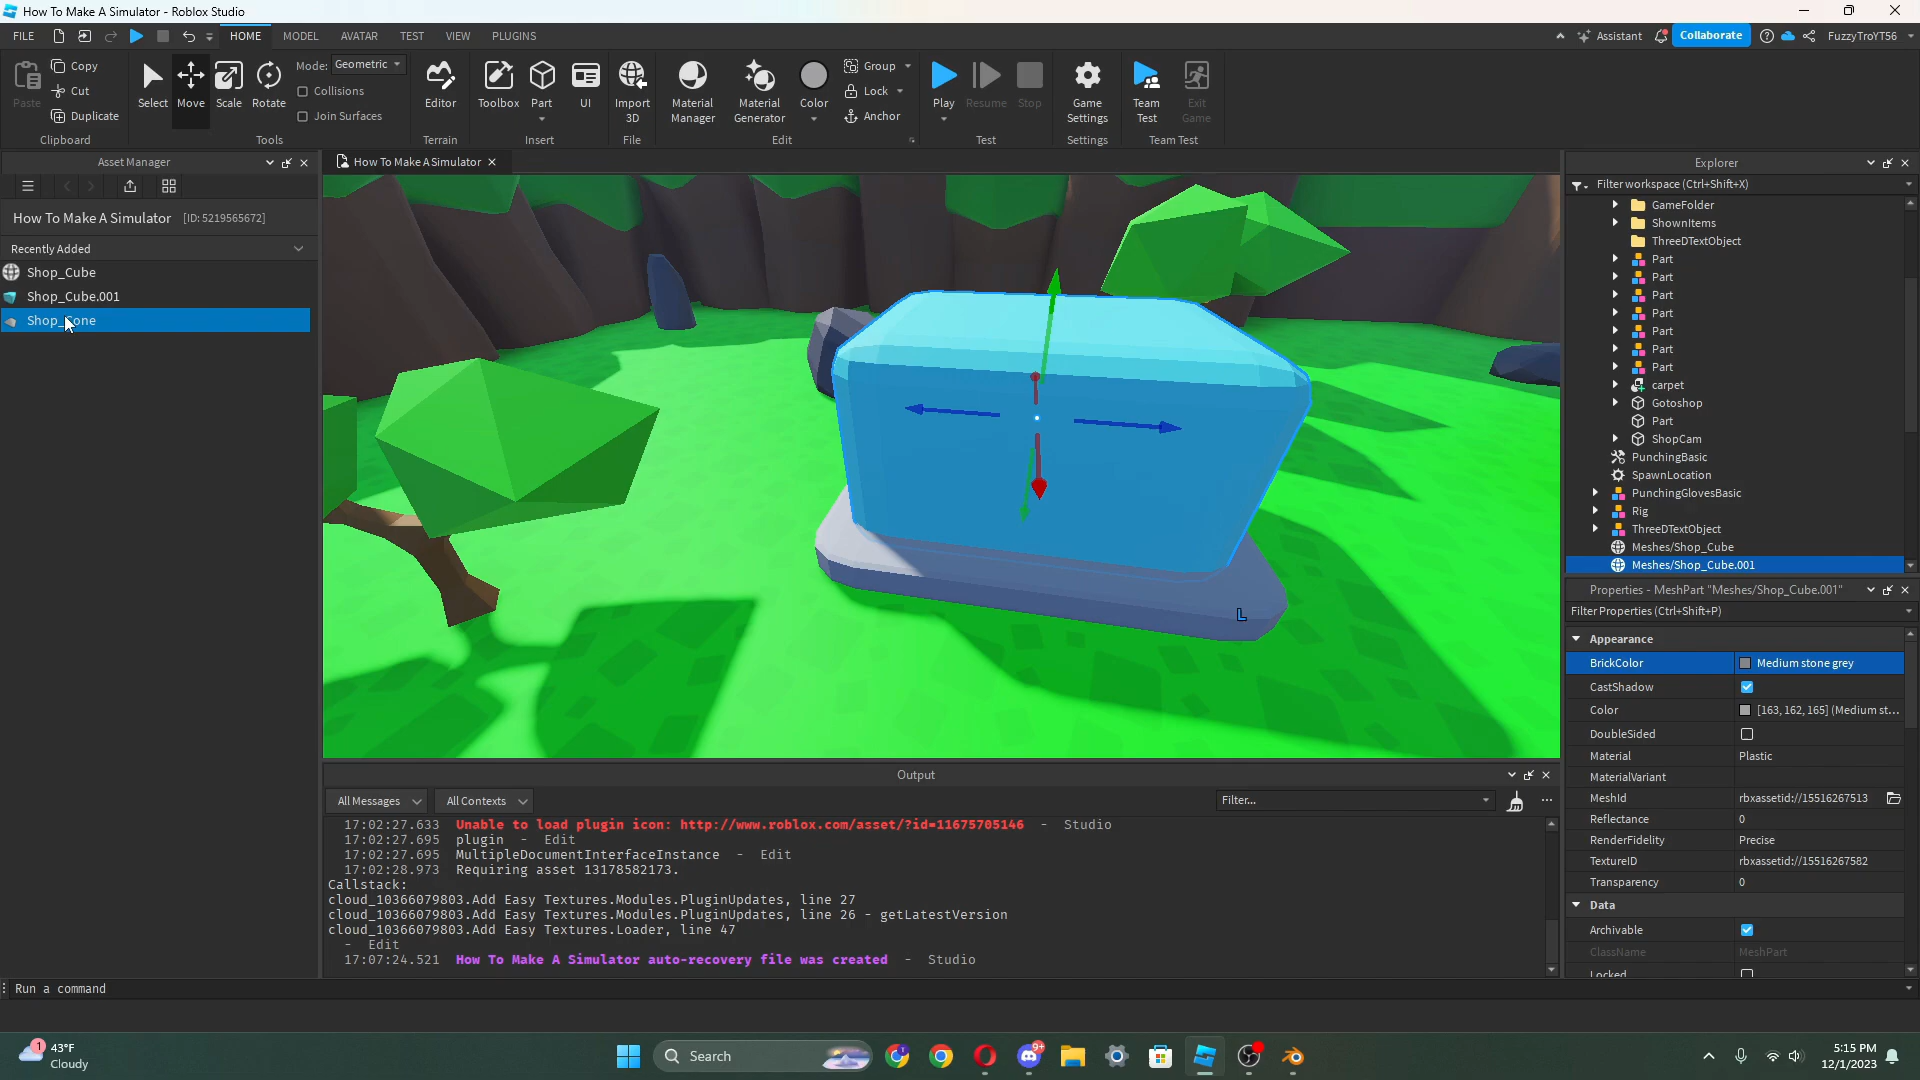 How To Make A Simulator - Roblox Studio
FILE HOME MODEL AVATAR TEST VIEW PLUGINS Assistant Collaborate FuzzyTroYT56
Paste Copy Cut Duplicate Clipboard
Select Move Scale Rotate Mode: Geometric Collisions Join Surfaces Tools
Editor Terrain
Toolbox Part UI Insert
Import 3D File
Material Manager Material Generator Color Group Lock Anchor Edit
Play Resume Stop Test
Game Settings Settings
Team Test Exit Game Team Test
Asset Manager
How To Make A Simulator [ID: 5219565672]
Recently Added
Shop_Cube
Shop_Cube.001
Shop_Cone
How To Make A Simulator
L
Output
All Messages All Contexts Filter...
17:02:27.633 Unable to load plugin icon: http://www.roblox.com/asset/?id=11675705146 - Studio
17:02:27.695 plugin - Edit
17:02:27.695 MultipleDocumentInterfaceInstance - Edit
17:02:28.973 Requiring asset 13178582173.
Callstack:
cloud_10366079803.Add Easy Textures.Modules.PluginUpdates, line 27
cloud_10366079803.Add Easy Textures.Modules.PluginUpdates, line 26 - getLatestVersion
cloud_10366079803.Add Easy Textures.Loader, line 47
- Edit
17:07:24.521 How To Make A Simulator auto-recovery file was created - Studio
Explorer
Filter workspace (Ctrl+Shift+X)
GameFolder
ShownItems
ThreeDTextObject
Part
Part
Part
Part
Part
Part
Part
carpet
Gotoshop
Part
ShopCam
PunchingBasic
SpawnLocation
PunchingGlovesBasic
Rig
ThreeDTextObject
Meshes/Shop_Cube
Meshes/Shop_Cube.001
Properties - MeshPart "Meshes/Shop_Cube.001"
Filter Properties (Ctrl+Shift+P)
Appearance
BrickColor Medium stone grey
CastShadow
Color [163, 162, 165] (Medium st...
DoubleSided
Material Plastic
MaterialVariant
MeshId rbxassetid://15516267513
Reflectance 0
RenderFidelity Precise
TextureID rbxassetid://15516267582
Transparency 0
Data
Archivable
ClassName MeshPart
Locked
Run a command
1 43°F
Cloudy
Search
9+
5:15 PM
12/1/2023